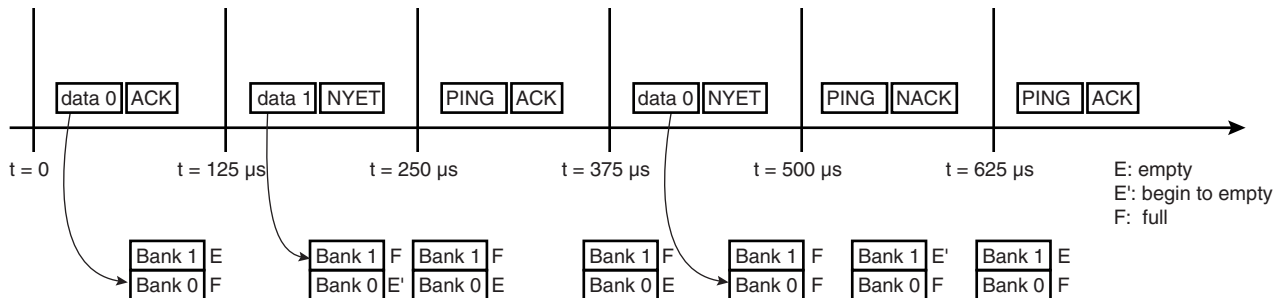 data 0 ACK data 1 NYET PING ACK data 0 NYET PING NACK PING ACK
t = 0 t = 125 µs t = 250 µs t = 375 µs t = 500 µs t = 625 µs
E: empty
E': begin to empty
F: full
Bank 1 E Bank 1 F Bank 1 F Bank 1 F Bank 1 F Bank 1 E' Bank 1 E
Bank 0 F Bank 0 E' Bank 0 E Bank 0 E Bank 0 F Bank 0 F Bank 0 F